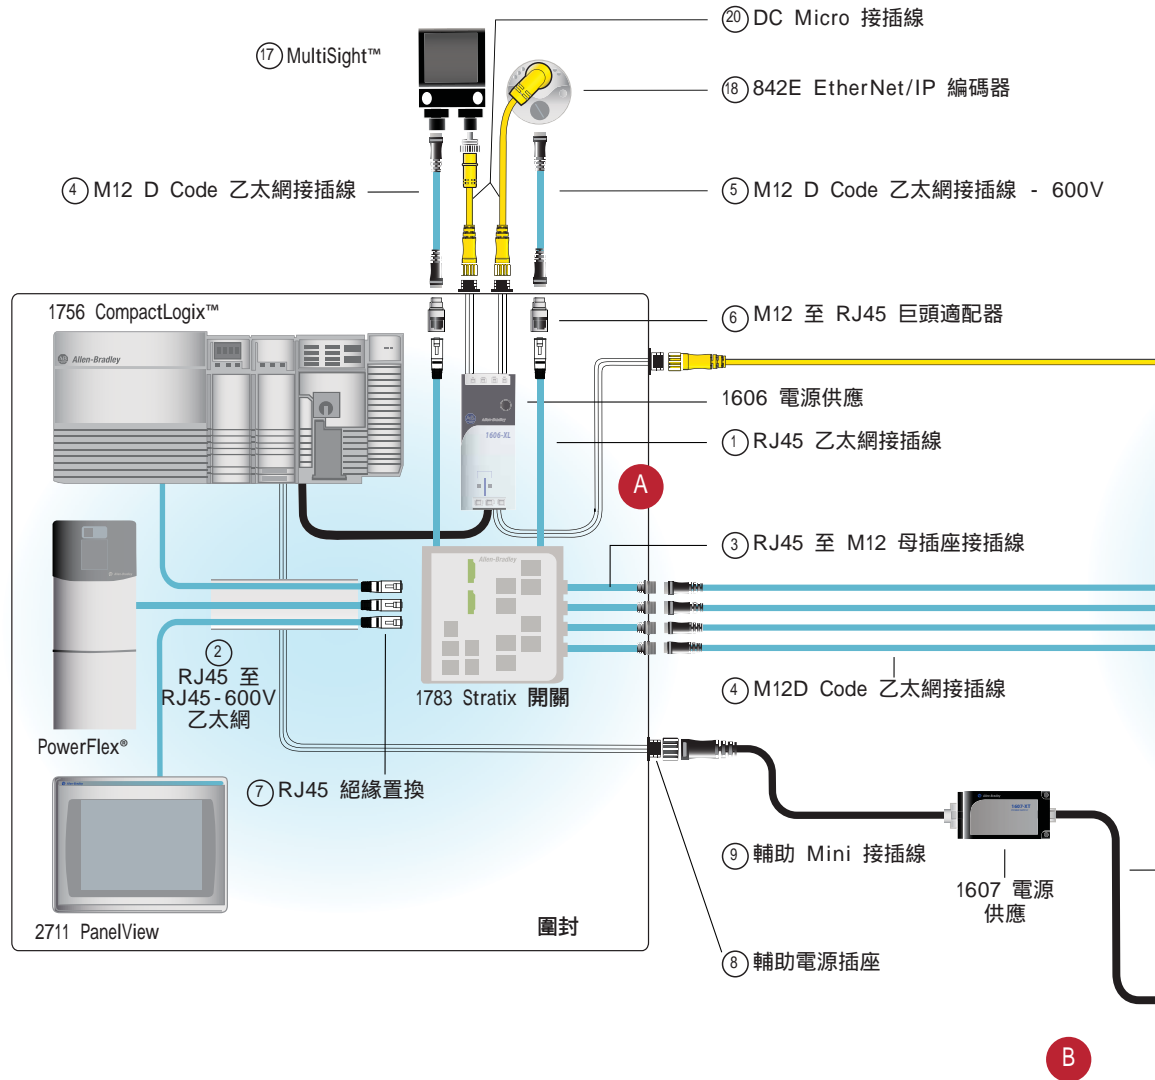 ⑳ DC Micro 接插線
⑰ MultiSight™
⑱ 842E EtherNet/IP 編碼器
④ M12 D Code 乙太網接插線
⑤ M12 D Code 乙太網接插線 - 600V
1756 CompactLogix™
⑥ M12 至 RJ45 巨頭適配器
Allen-Bradley
1606 電源供應
Allen-Bradley
1606-XL
① RJ45 乙太網接插線
A
③ RJ45 至 M12 母插座接插線
Allen-Bradley
②
RJ45 至
RJ45-600V
乙太網
1783 Stratix 開關
④ M12D Code 乙太網接插線
PowerFlex®
⑦ RJ45 絕緣置換
Allen-Bradley
1607-XT
⑨ 輔助 Mini 接插線
1607 電源
供應
2711 PanelView
圍封
⑧ 輔助電源插座
B